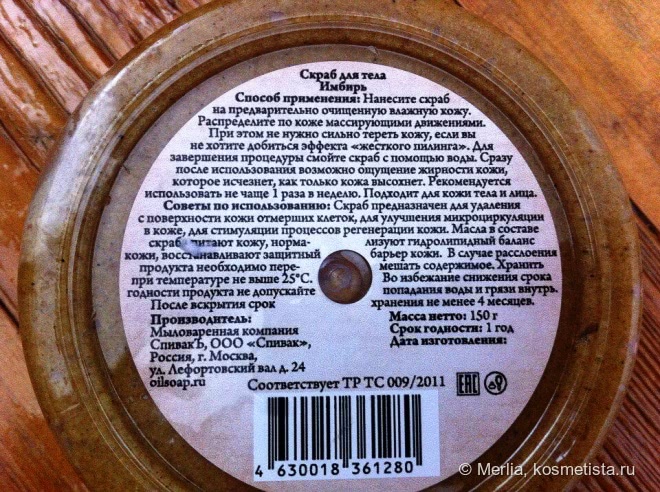 Скраб для тела
Имбирь
Способ применения: Нанесите скраб
на предварительно очищенную влажную кожу.
Распределите по коже массирующими движениями.
При этом не нужно сильно тереть кожу, если вы
не хотите добиться эффекта «жесткого пилинга». Для
завершения процедуры смойте скраб с помощью воды. Сразу
после использования возможно ощущение жирности кожи,
которое исчезнет, как только кожа высохнет. Рекомендуется
использовать не чаще 1 раза в неделю. Подходит для кожи тела и лица.
Советы по использованию: Скраб предназначен для удаления
с поверхности кожи отмерших клеток, для улучшения микроциркуляции
в коже, для стимуляции процессов регенерации кожи. Масла в составе
скраб питают кожу, норма- лизуют гидролипидный баланс
кожи, восстанавливают защитный барьер кожи. В случае расслоения
продукта необходимо пере- мешать содержимое. Хранить
при температуре не выше 25°С. Во избежание снижения срока
годности продукта не допускайте попадания воды и грязи внутрь.
После вскрытия срок хранения не менее 4 месяцев.
Производитель: Масса нетто: 150 г
Мыловаренная компания Срок годности: 1 год
СпивакЪ, ООО «Спивак», Дата изготовления:
Россия, г. Москва,
ул. Лефортовский вал д. 24
oilsoap.ru Соответствует ТР ТС 009/2011 EAC
4 630018 361280
© Merlia, kosmetista.ru